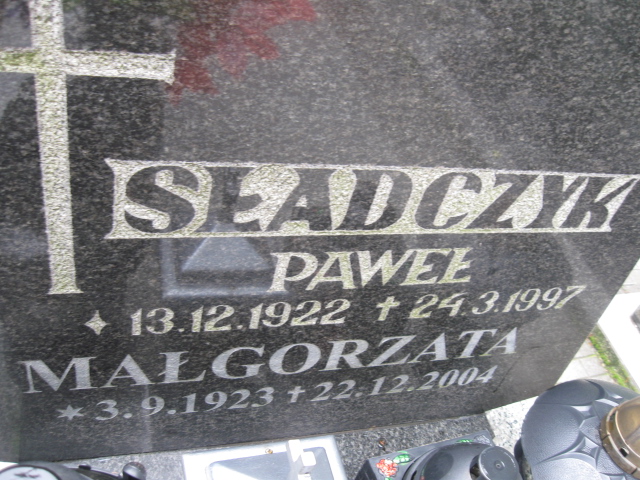 SŁADCZYK
PAWEŁ
✦ 13.12.1922 ✝ 24.3.1997
MAŁGORZATA
✶ 3.9.1923 ✝ 22.12.2004